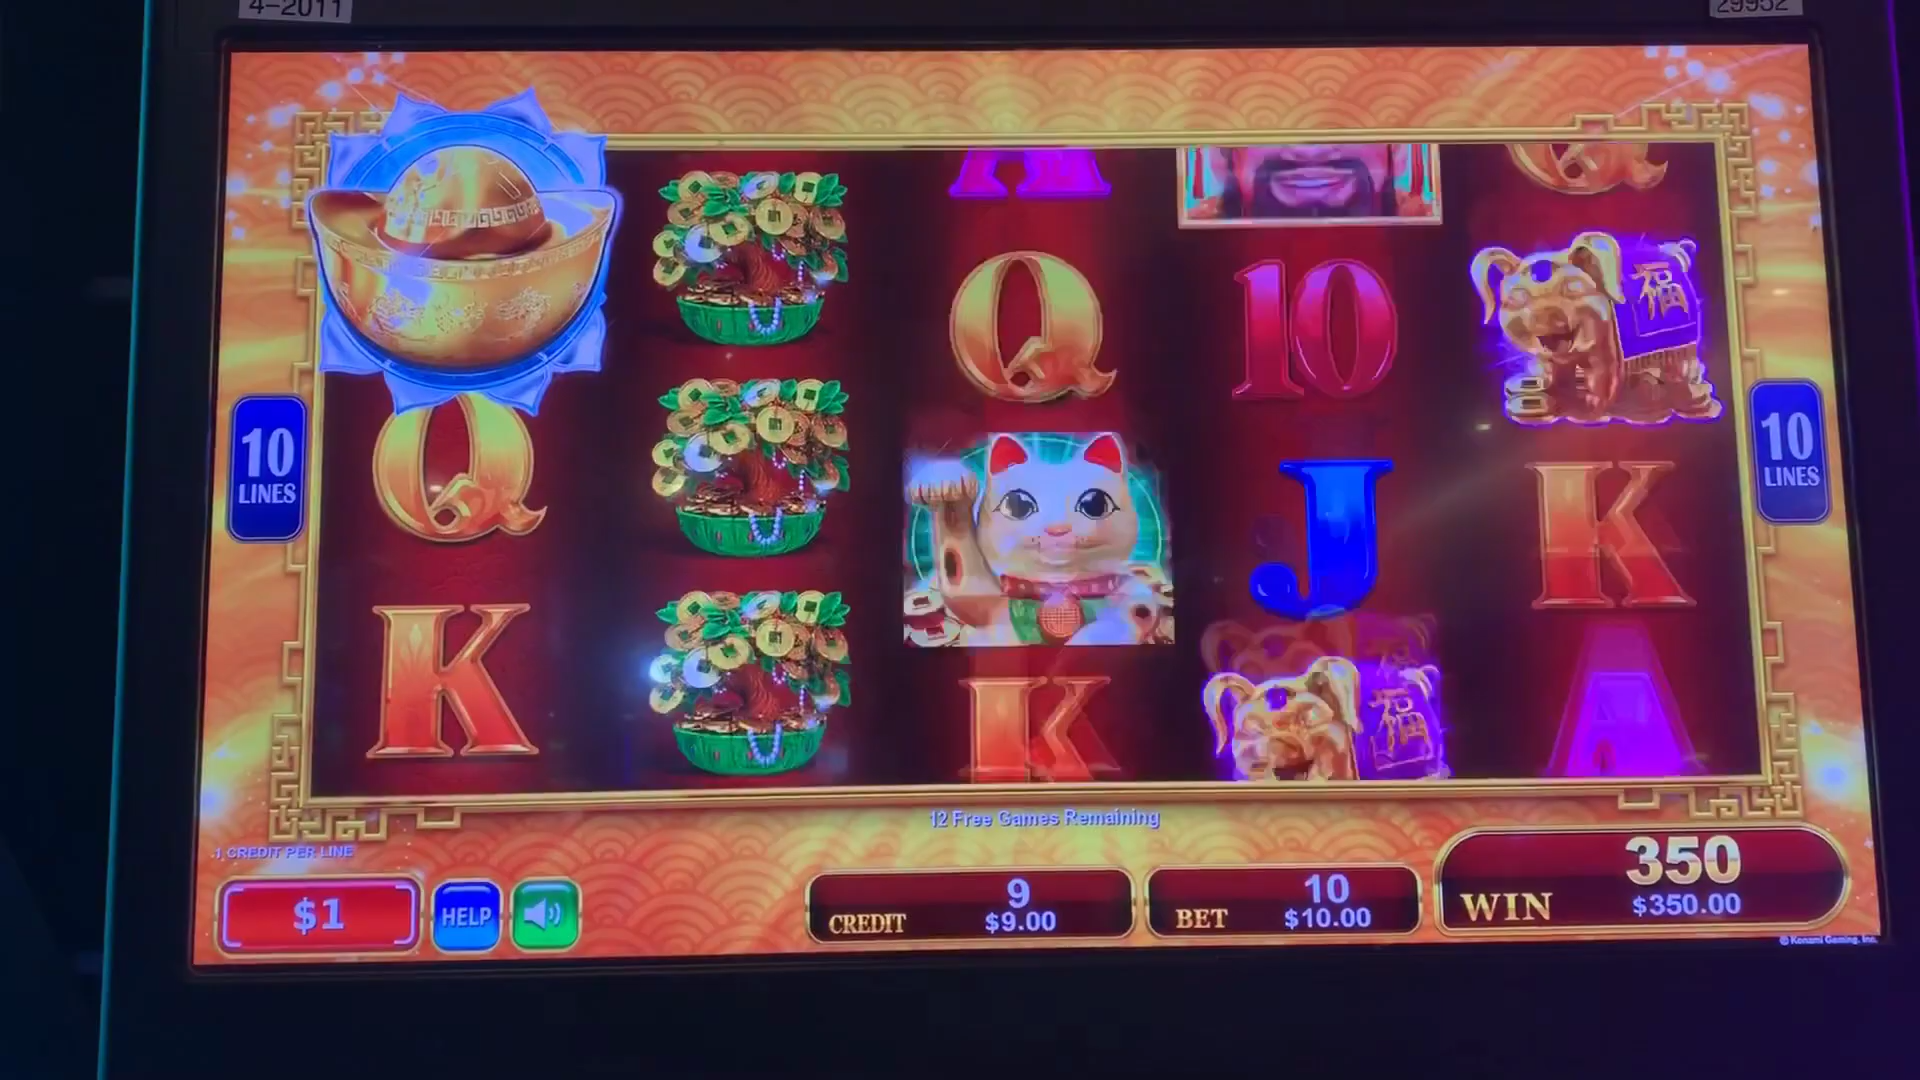 4-2011
29952
A
Q
Q
10
福
10
LINES
10
LINES
Q
J
K
K
K
福
A
12 Free Games Remaining
1 CREDIT PER LINE
$1
HELP
9
CREDIT
$9.00
10
BET
$10.00
350
WIN
$350.00
© Konami Gaming, Inc.